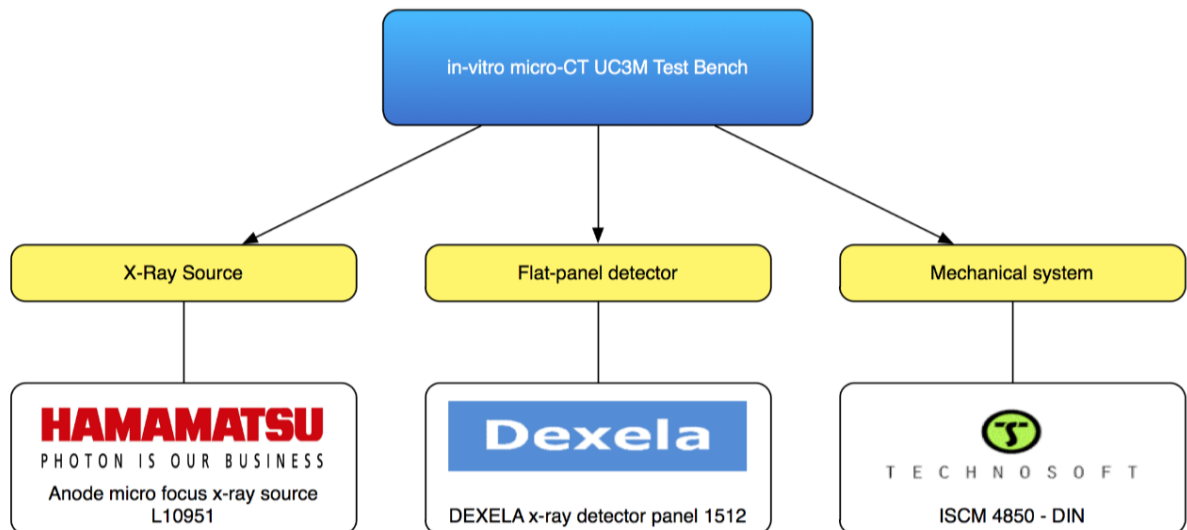 in-vitro micro-CT UC3M Test Bench
X-Ray Source
Flat-panel detector
Mechanical system
HAMAMATSU
PHOTON IS OUR BUSINESS
Anode micro focus x-ray source
L10951
Dexela
DEXELA x-ray detector panel 1512
TECHNOSOFT
ISCM 4850 - DIN